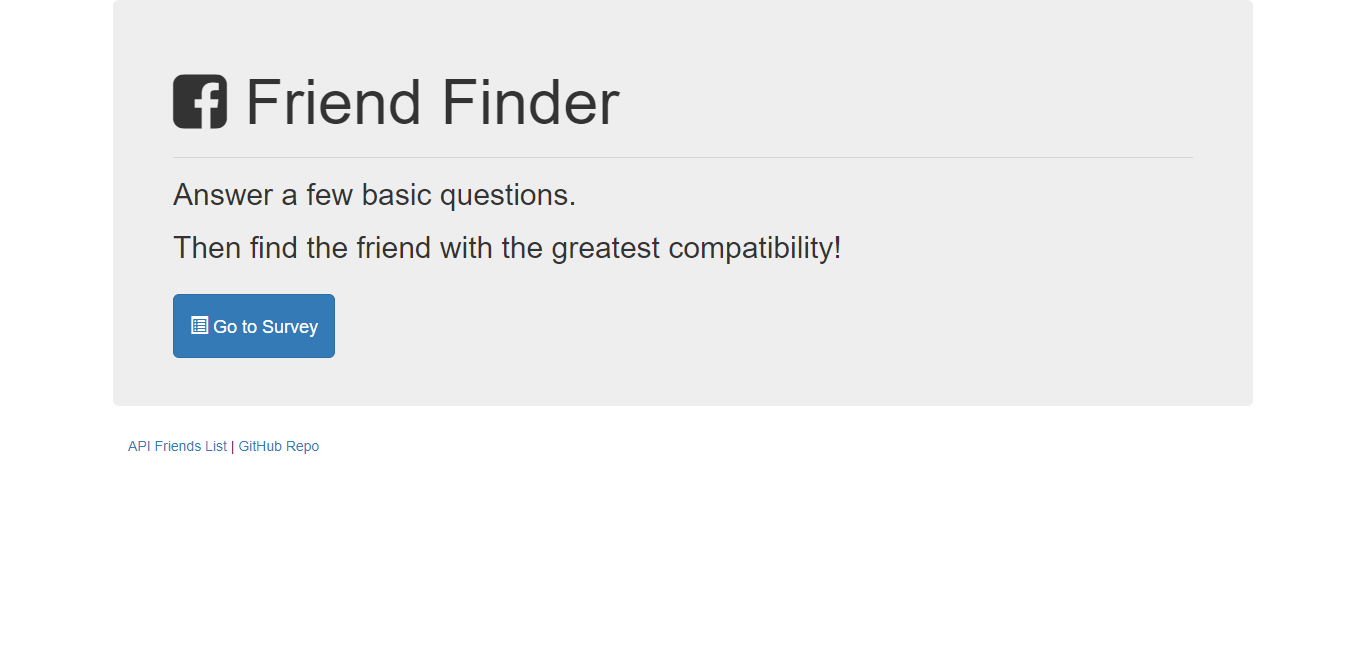 Friend Finder
Answer a few basic questions.
Then find the friend with the greatest compatibility!
Go to Survey
API Friends List | GitHub Repo